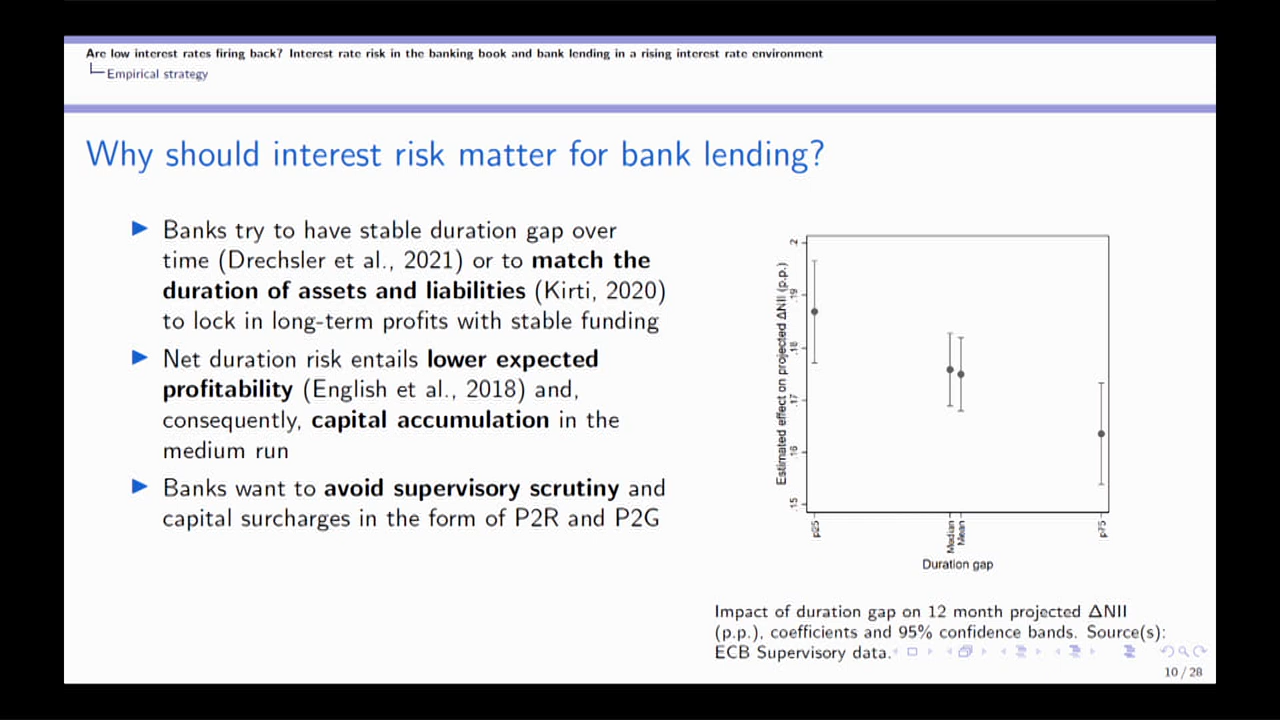 Are low interest rates firing back? Interest rate risk in the banking book and bank lending in a rising interest rate environment
Empirical strategy
Why should interest risk matter for bank lending?
Banks try to have stable duration gap over
time (Drechsler et al., 2021) or to match the
duration of assets and liabilities (Kirti, 2020)
to lock in long-term profits with stable funding
Net duration risk entails lower expected
profitability (English et al., 2018) and,
consequently, capital accumulation in the
medium run
Banks want to avoid supervisory scrutiny and
capital surcharges in the form of P2R and P2G
Estimated effect on projected ΔNII (p.p.)
.2
.19
.18
.17
.16
.15
p25
Median
Mean
p75
Duration gap
Impact of duration gap on 12 month projected ΔNII
(p.p.), coefficients and 95% confidence bands. Source(s):
ECB Supervisory data.
10 / 28